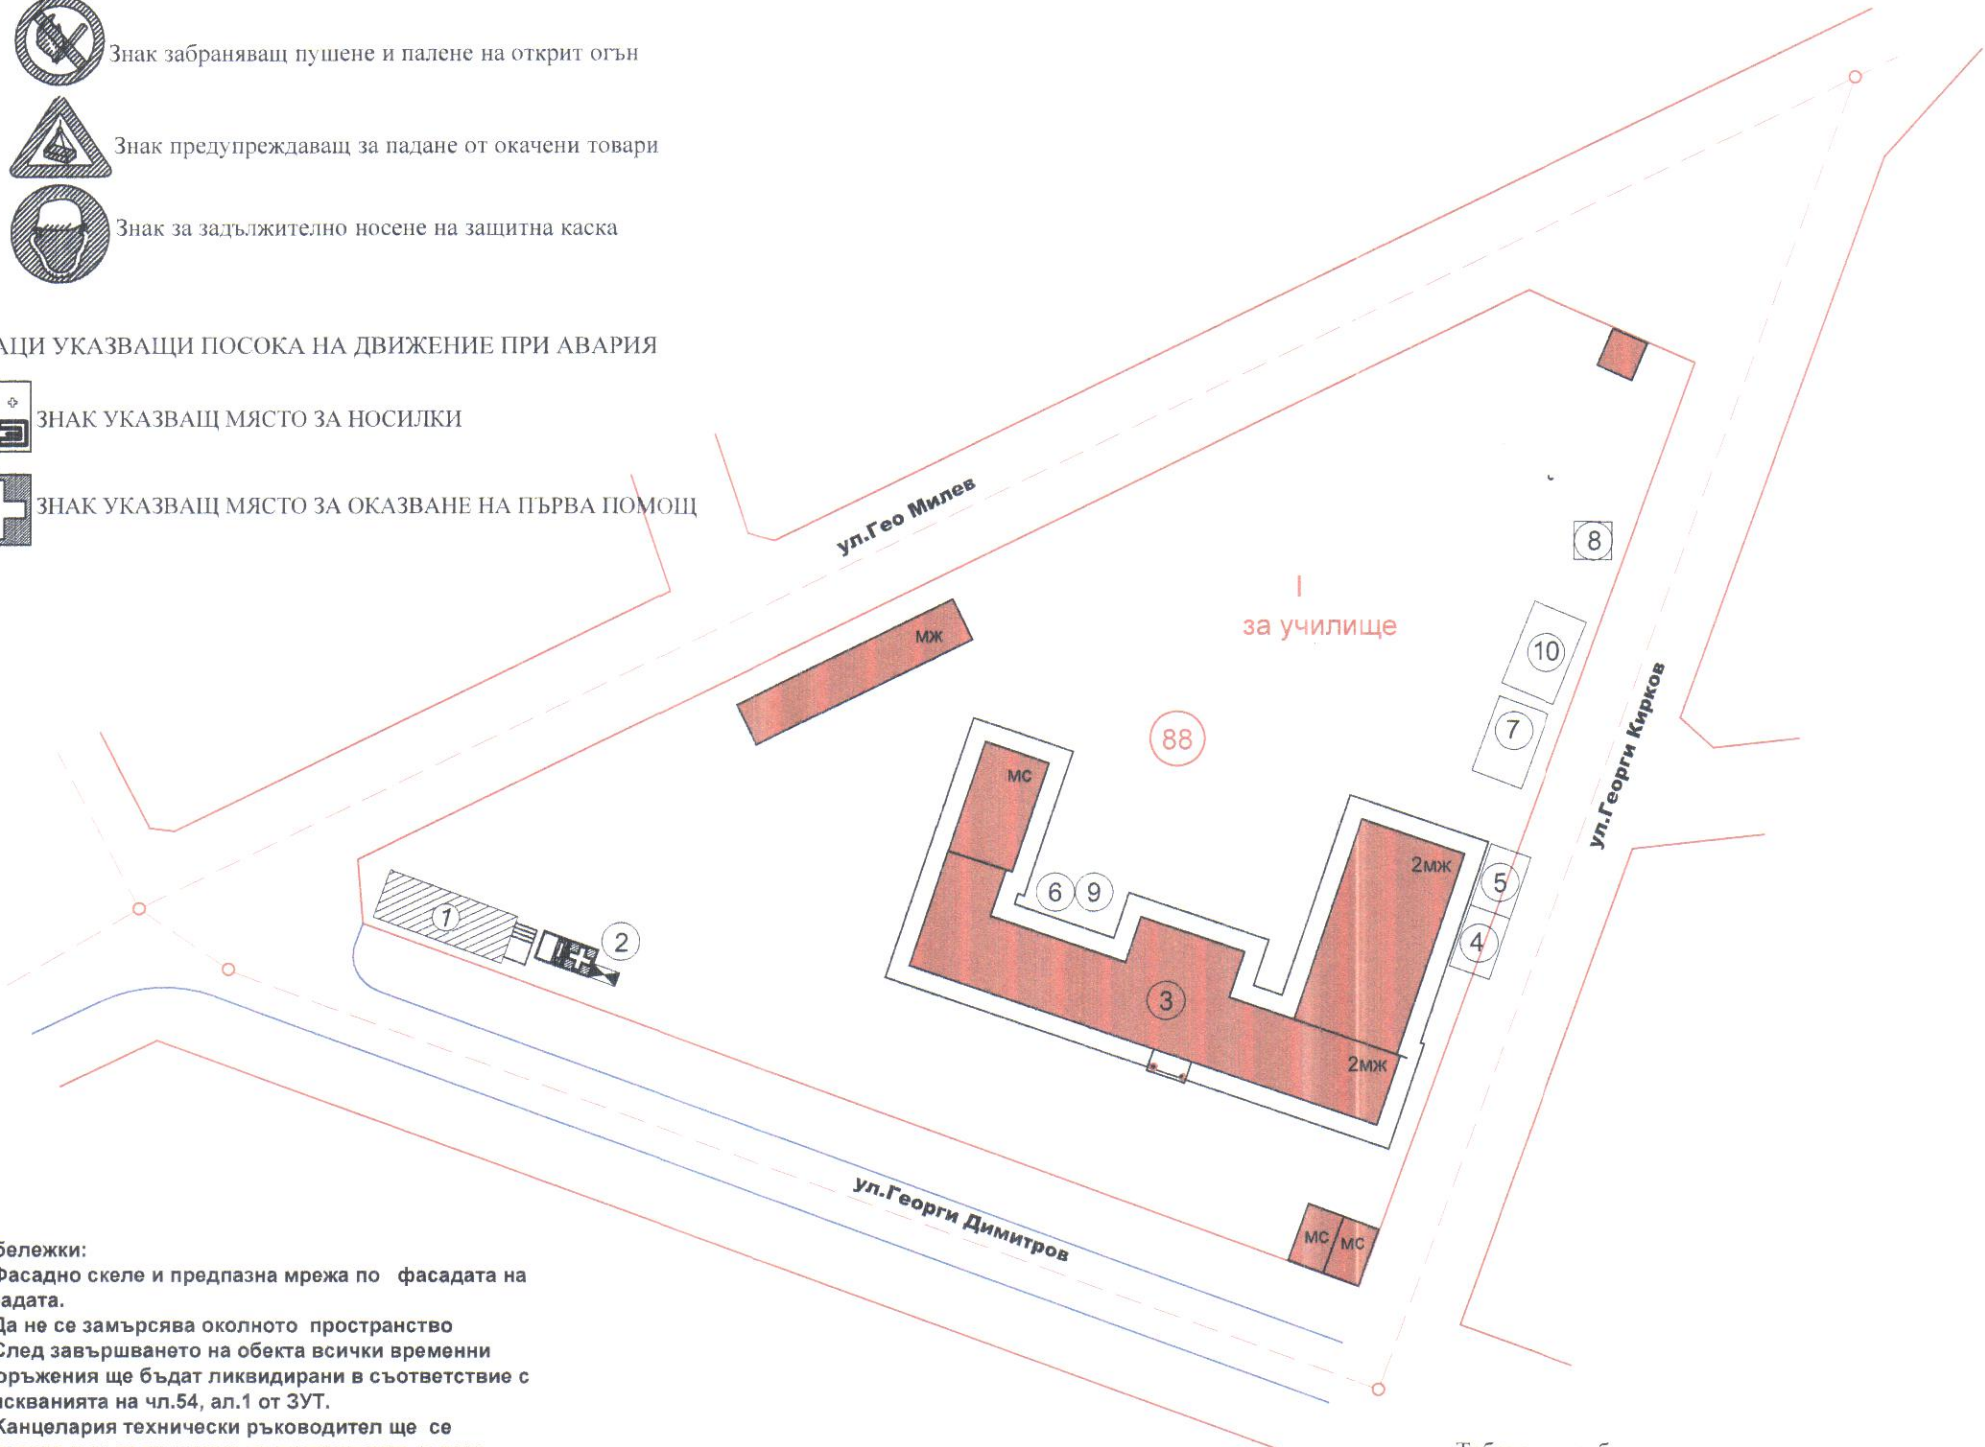 Знак забраняващ пушене и палене на открит огън
Знак предупреждаващ за падане от окачени товари
Знак за задължително носене на защитна каска
АЦИ УКАЗВАЩИ ПОСОКА НА ДВИЖЕНИЕ ПРИ АВАРИЯ
ЗНАК УКАЗВАЩ МЯСТО ЗА НОСИЛКИ
ЗНАК УКАЗВАЩ МЯСТО ЗА ОКАЗВАНЕ НА ПЪРВА ПОМОЩ
ул.Гео Милев
8
I
за училище
мж
10
7
88
ул.Георги Кирков
мс
2мж
5
6
9
1
2
4
3
2мж
ул.Георги Димитров
мс
мс
бележки:
Фасадно скеле и предпазна мрежа по фасадата на
адата.
Да не се замърсява околното пространство
След завършването на обекта всички временни
оръжения ще бъдат ликвидирани в съответствие с
искванията на чл.54, ал.1 от ЗУТ.
Канцелария технически ръководител ще се